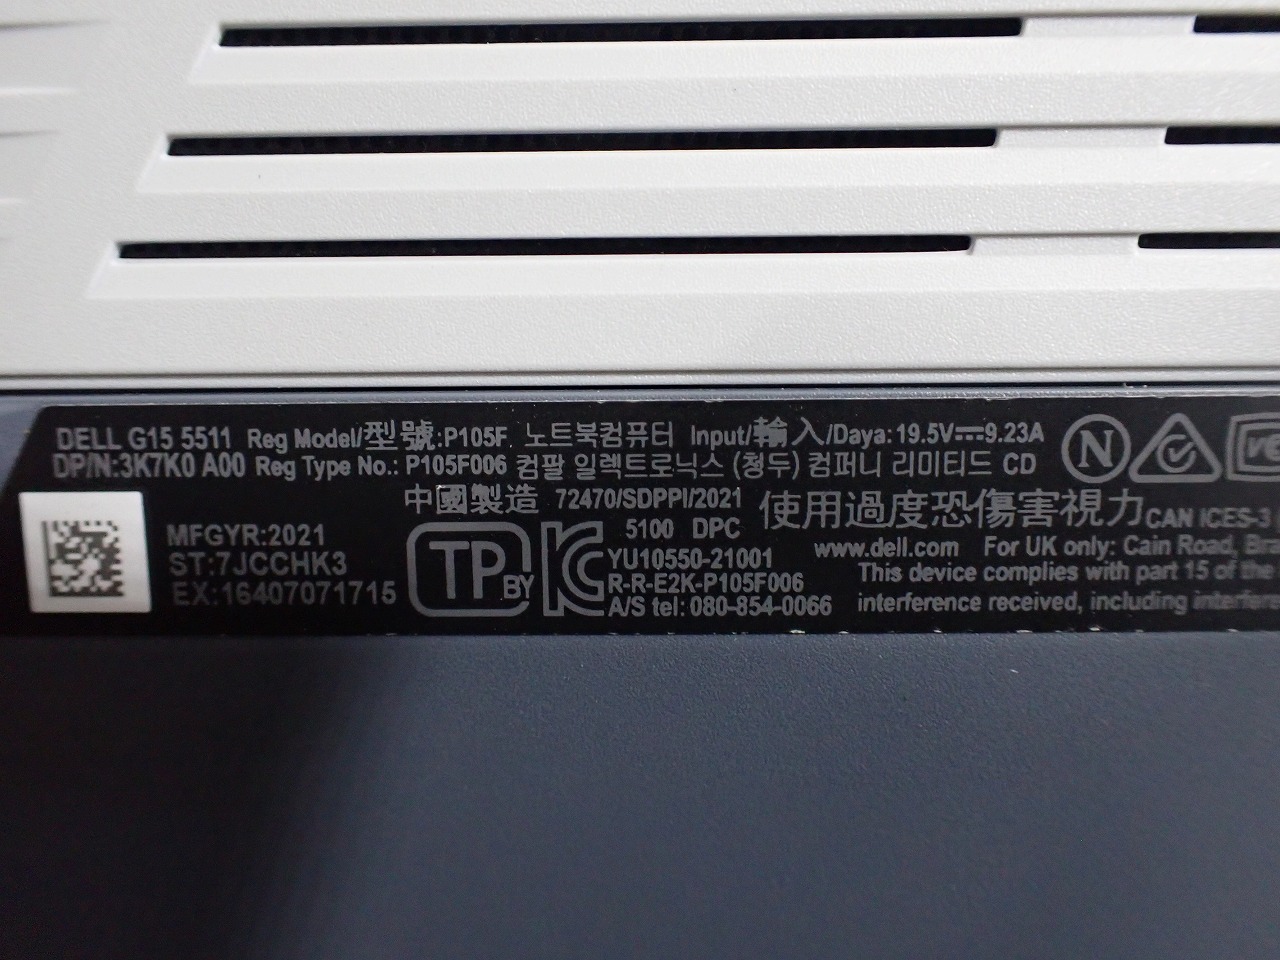 DELL G15 5511 Reg Model/型號:P105F 노트북컴퓨터 Input/輸入/Daya: 19.5V⎓9.23A
DP/N:3K7K0 A00 Reg Type No.: P105F006 컴팔 일렉트로닉스 (청두) 컴퍼니 리미티드 CD
中國製造 72470/SDPPI/2021 使用過度恐傷害視力 CAN ICES-3
5100 DPC
MFGYR:2021
ST:7JCCHK3
EX:16407071715
TP BY
YU10550-21001
R-R-E2K-P105F006
A/S tel: 080-854-0066
www.dell.com For UK only: Cain Road,
This device complies with part 15 of the
interference received, including
N